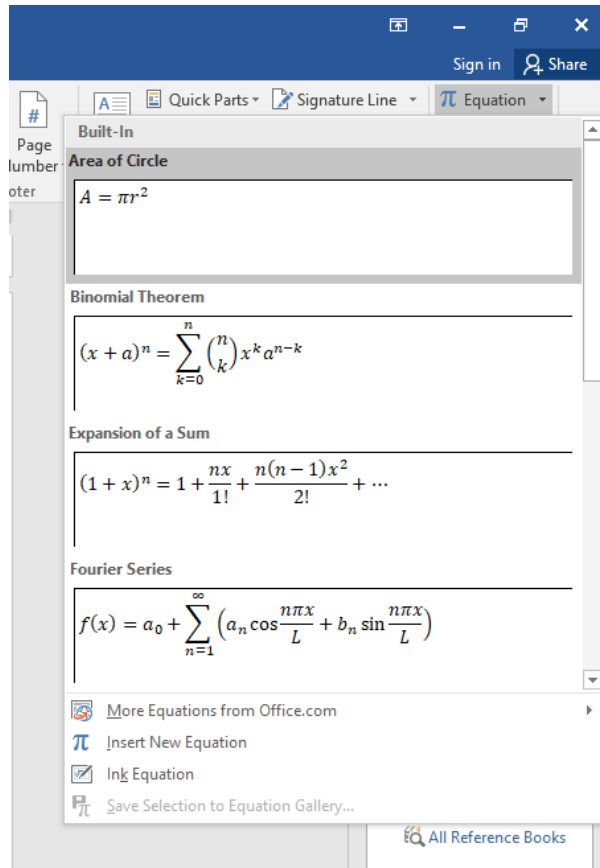 Sign in Share
Quick Parts Signature Line π Equation
#
A
Page
lumber
oter
Built-In
Area of Circle
A = πr²
Binomial Theorem
(x + a)ⁿ = ∑ₖ₌₀ⁿ (n k) xᵏaⁿ⁻ᵏ
Expansion of a Sum
(1 + x)ⁿ = 1 + nx/1! + n(n − 1)x²/2! + ⋯
Fourier Series
f(x) = a₀ + ∑ₙ₌₁^∞ (aₙ cos nπx/L + bₙ sin nπx/L)
More Equations from Office.com
π Insert New Equation
Ink Equation
π Save Selection to Equation Gallery...
All Reference Books